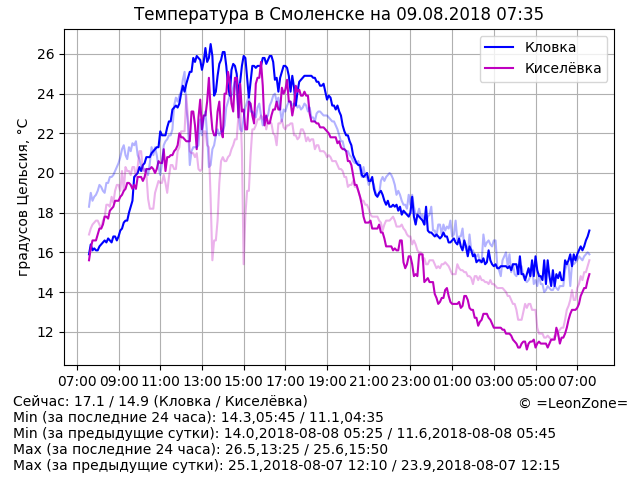 Температура в Смоленске на 09.08.2018 07:35
градусов Цельсия, °C
26
24
22
20
18
16
14
12
Кловка
Киселёвка
07:00 09:00 11:00 13:00 15:00 17:00 19:00 21:00 23:00 01:00 03:00 05:00 07:00
Сейчас: 17.1 / 14.9 (Кловка / Киселёвка)
© =LeonZone=
Min (за последние 24 часа): 14.3,05:45 / 11.1,04:35
Min (за предыдущие сутки): 14.0,2018-08-08 05:25 / 11.6,2018-08-08 05:45
Max (за последние 24 часа): 26.5,13:25 / 25.6,15:50
Max (за предыдущие сутки): 25.1,2018-08-07 12:10 / 23.9,2018-08-07 12:15